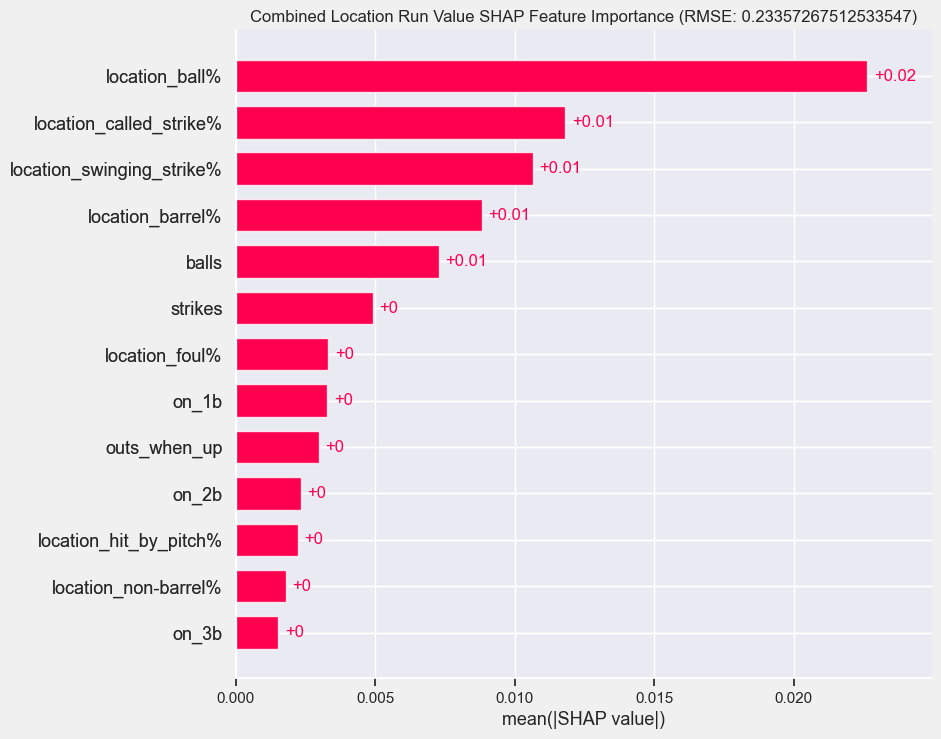 Combined Location Run Value SHAP Feature Importance (RMSE: 0.23357267512533547)
location_ball% +0.02
location_called_strike% +0.01
location_swinging_strike% +0.01
location_barrel% +0.01
balls +0.01
strikes +0
location_foul% +0
on_1b +0
outs_when_up +0
on_2b +0
location_hit_by_pitch% +0
location_non-barrel% +0
on_3b +0
0.000 0.005 0.010 0.015 0.020
mean(|SHAP value|)